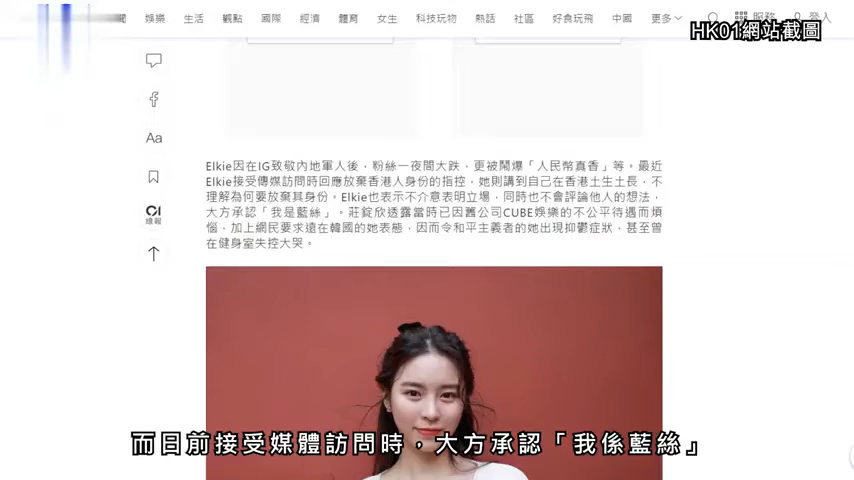 聞 娛樂 生活 觀點 國際 經濟 體育 女生 科技玩物 熱話 社區 好食玩飛 中國 更多 服務 登入
HK01網站截圖
Aa
01
線報
Elkie因在IG致敬內地軍人後，粉絲一夜間大跌，更被鬧爆「人民幣真香」等。最近
Elkie接受傳媒訪問時回應放棄香港人身份的指控，她則講到自己在香港土生土長，不
理解為何要放棄其身份。Elkie也表示不介意表明立場，同時也不會評論他人的想法，
大方承認「我是藍絲」。莊錠欣透露當時已因舊公司CUBE娛樂的不公平待遇而煩
惱，加上網民要求遠在韓國的她表態，因而令和平主義者的她出現抑鬱症狀，甚至曾
在健身室失控大哭。
而日前接受媒體訪問時，大方承認「我係藍絲」